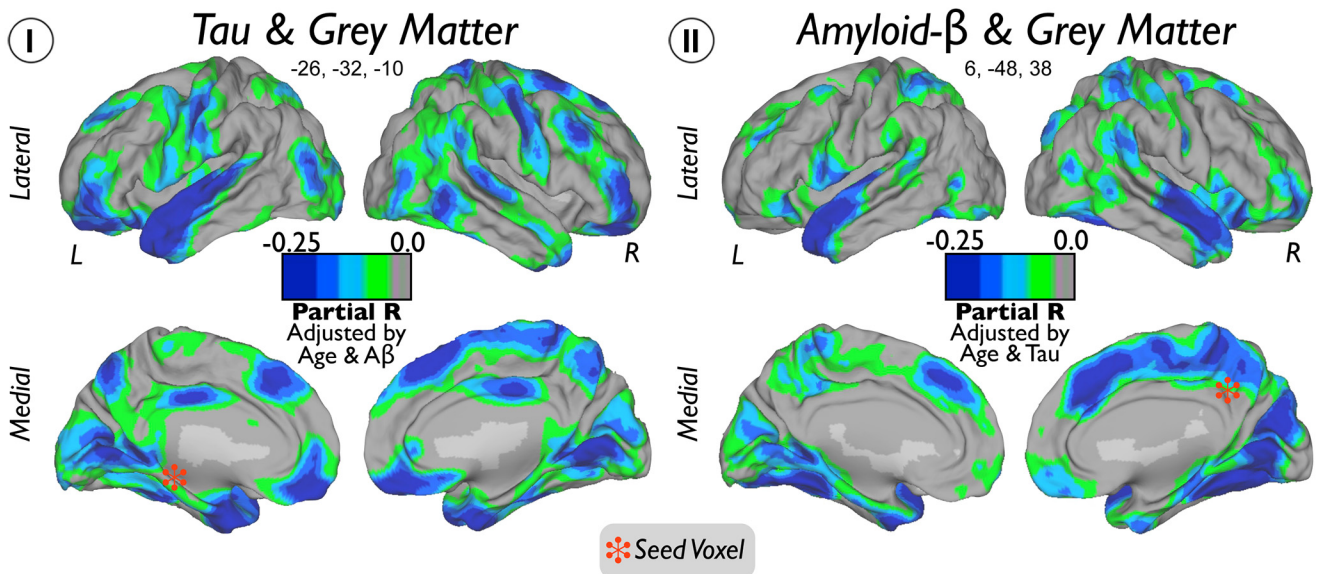 I
Tau & Grey Matter
-26, -32, -10
Lateral
L
R
-0.25 0.0
Partial R
Adjusted by
Age & Aβ
Medial
II
Amyloid-β & Grey Matter
6, -48, 38
Lateral
L
R
-0.25 0.0
Partial R
Adjusted by
Age & Tau
Medial
Seed Voxel